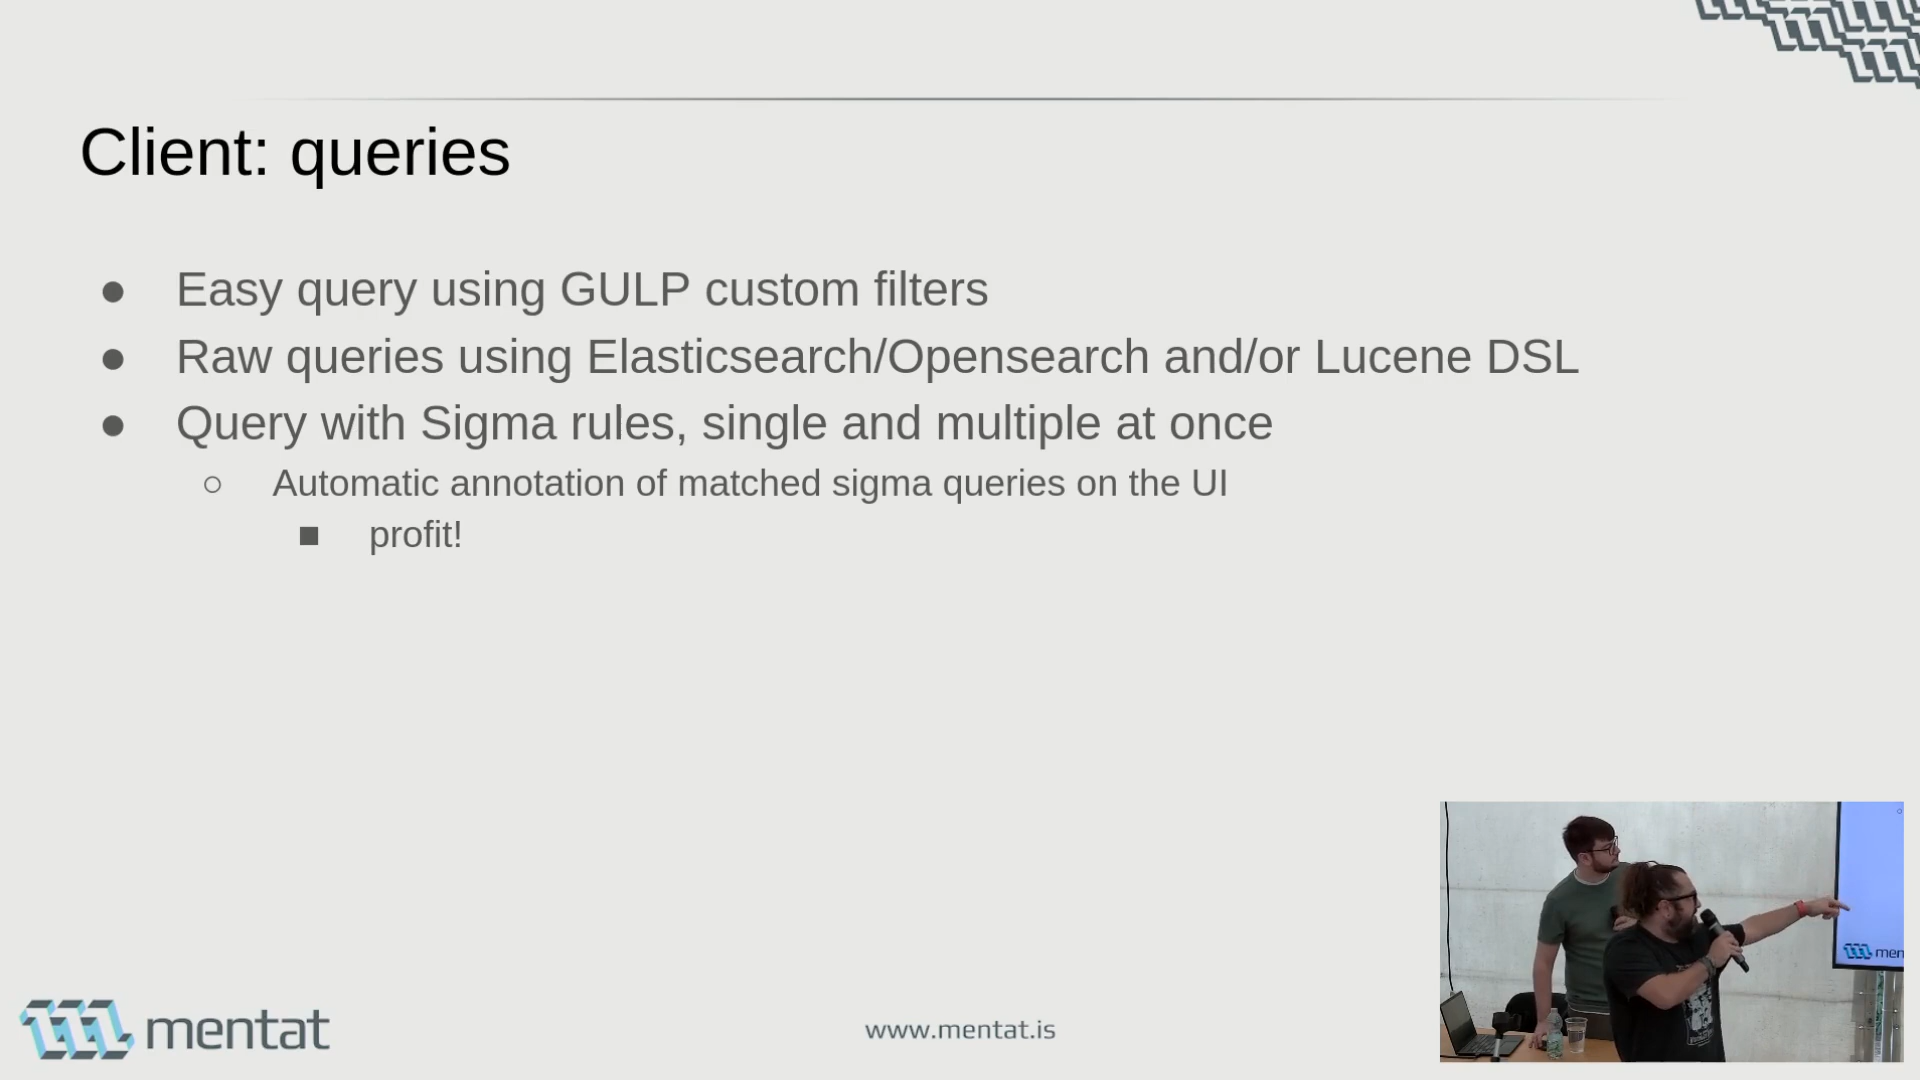 Client: queries
● Easy query using GULP custom filters
● Raw queries using Elasticsearch/Opensearch and/or Lucene DSL
● Query with Sigma rules, single and multiple at once
○ Automatic annotation of matched sigma queries on the UI
■ profit!
mentat
www.mentat.is
men